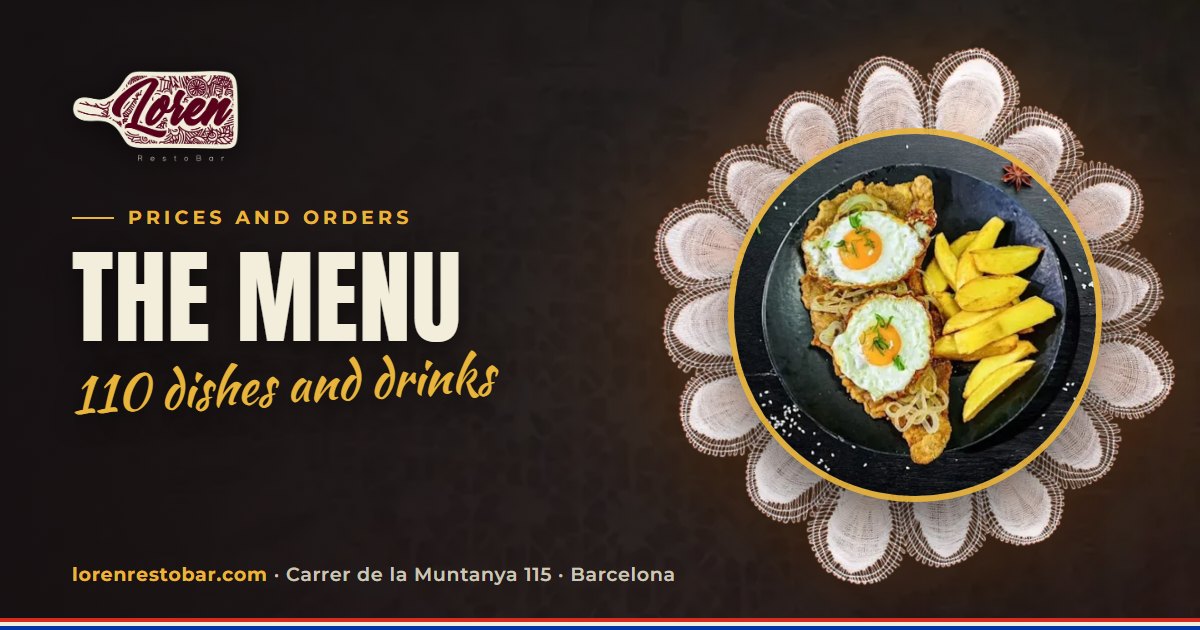 Loren
RestoBar
PRICES AND ORDERS
THE MENU
110 dishes and drinks
lorenrestobar.com · Carrer de la Muntanya 115 · Barcelona